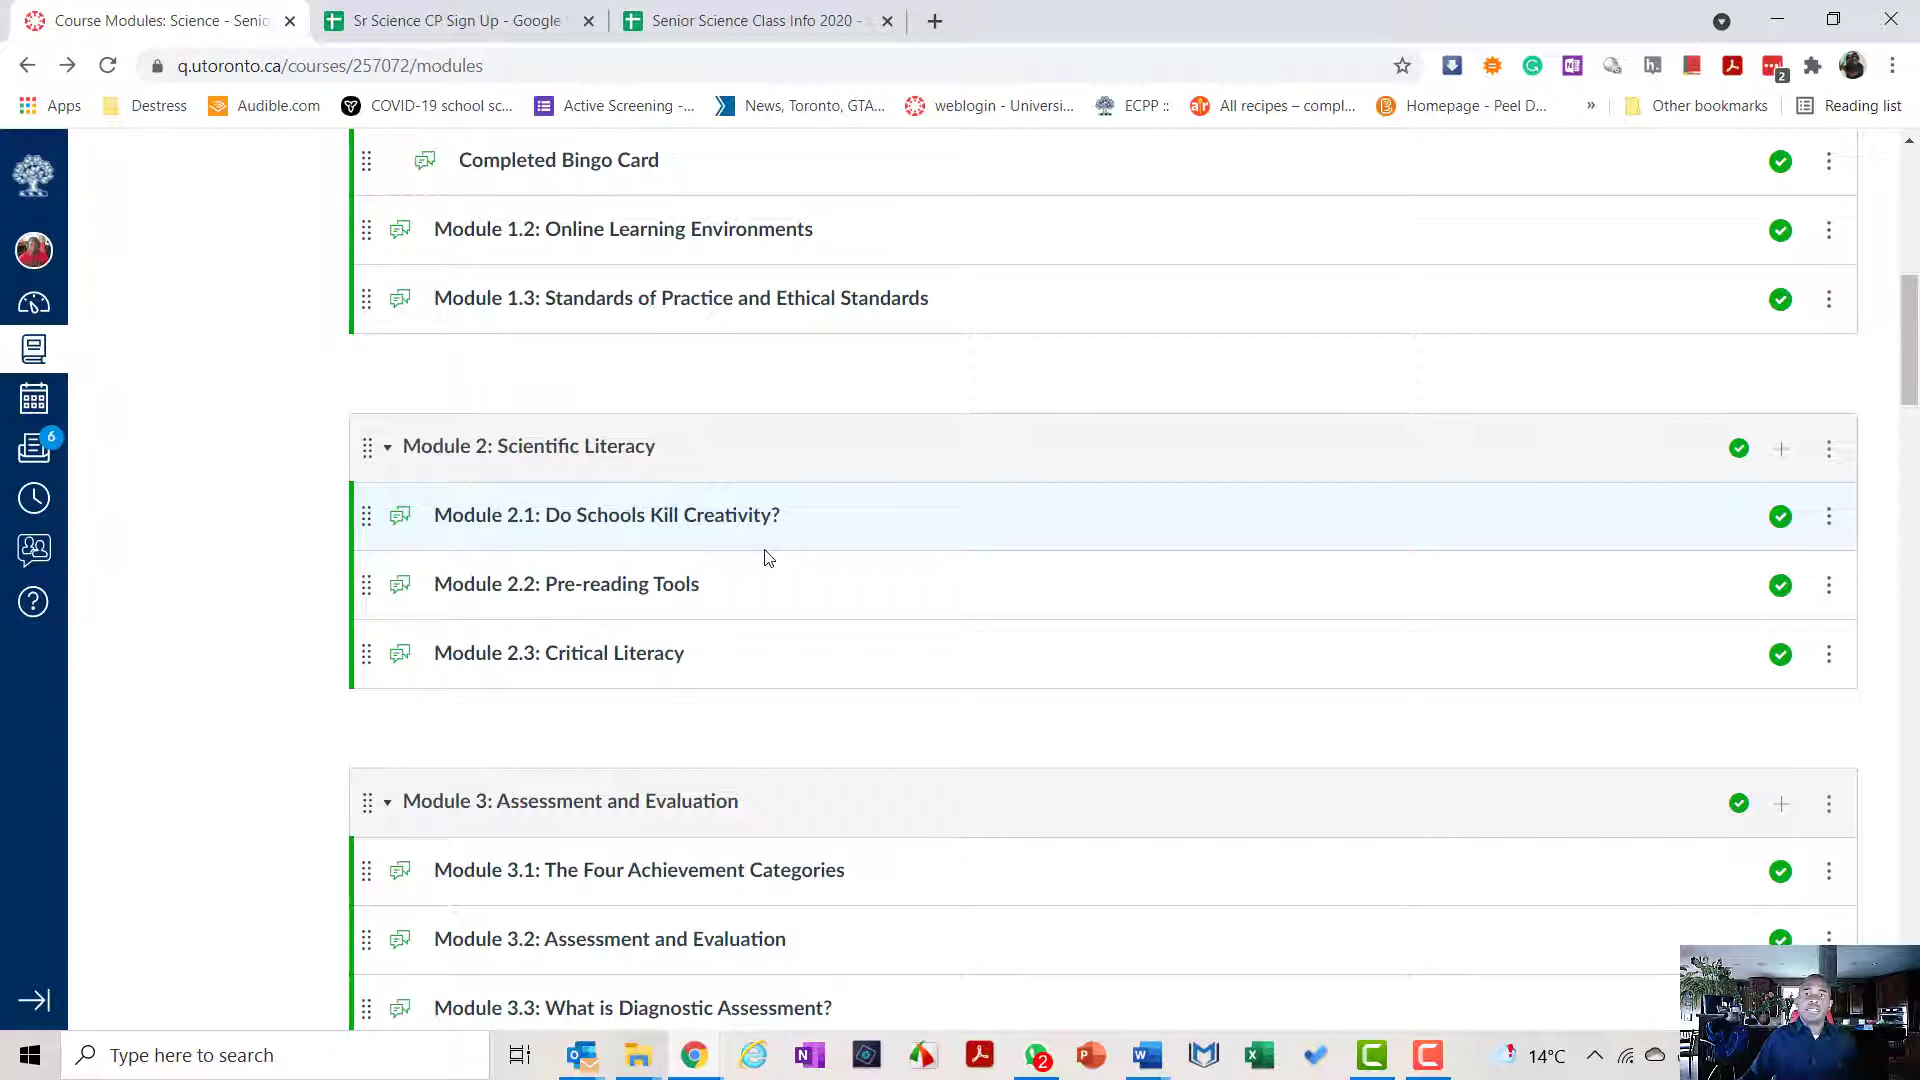 Course Modules: Science - Senio
Sr Science CP Sign Up - Google
Senior Science Class Info 2020 -
q.utoronto.ca/courses/257072/modules
2
Apps
Destress
Audible.com
COVID-19 school sc...
Active Screening -...
News, Toronto, GTA...
weblogin - Universi...
ECPP ::
All recipes – compl...
Homepage - Peel D...
»
Other bookmarks
Reading list
Completed Bingo Card
Module 1.2: Online Learning Environments
Module 1.3: Standards of Practice and Ethical Standards
6
Module 2: Scientific Literacy
Module 2.1: Do Schools Kill Creativity?
Module 2.2: Pre-reading Tools
Module 2.3: Critical Literacy
Module 3: Assessment and Evaluation
Module 3.1: The Four Achievement Categories
Module 3.2: Assessment and Evaluation
Module 3.3: What is Diagnostic Assessment?
Type here to search
2
14°C